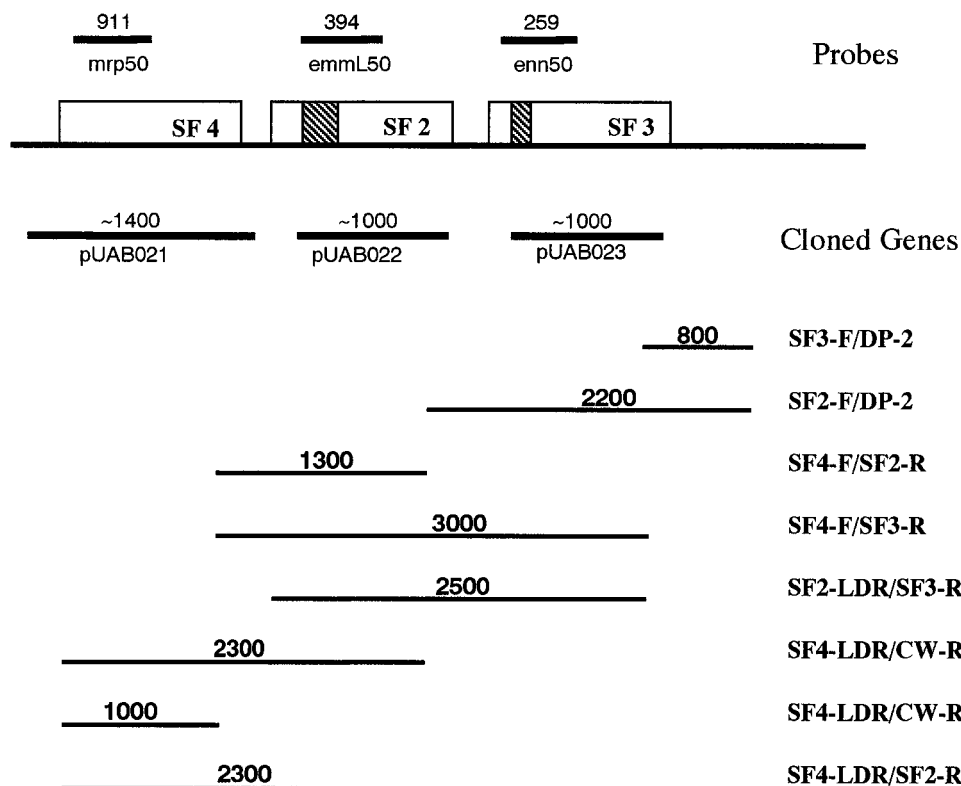 911 394 259
mrp50 emmL50 enn50 Probes
SF 4 SF 2 SF 3
~1400 ~1000 ~1000
pUAB021 pUAB022 pUAB023 Cloned Genes
800 SF3-F/DP-2
2200 SF2-F/DP-2
1300 SF4-F/SF2-R
3000 SF4-F/SF3-R
2500 SF2-LDR/SF3-R
2300 SF4-LDR/CW-R
1000 SF4-LDR/CW-R
2300 SF4-LDR/SF2-R